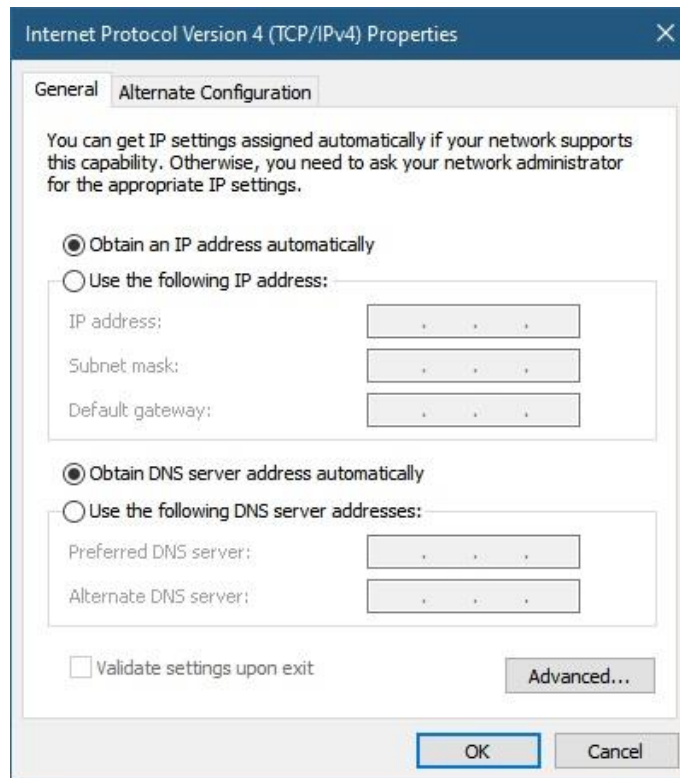 Internet Protocol Version 4 (TCP/IPv4) Properties
General
Alternate Configuration
You can get IP settings assigned automatically if your network supports
this capability. Otherwise, you need to ask your network administrator
for the appropriate IP settings.
Obtain an IP address automatically
Use the following IP address:
IP address:
. . .
Subnet mask:
. . .
Default gateway:
. . .
Obtain DNS server address automatically
Use the following DNS server addresses:
Preferred DNS server:
. . .
Alternate DNS server:
. . .
Validate settings upon exit
Advanced...
OK
Cancel